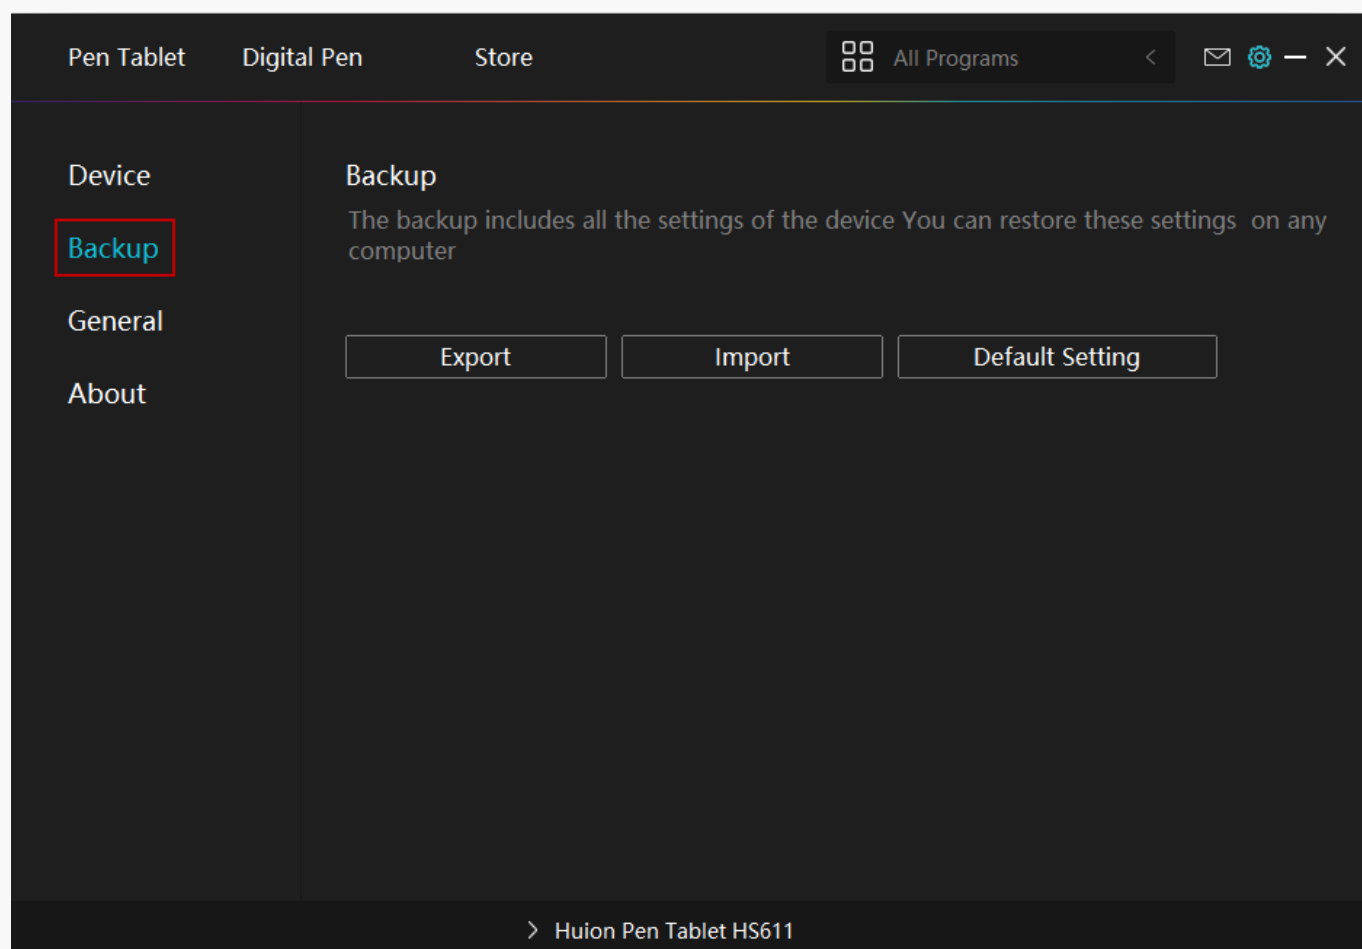 Pen Tablet Digital Pen Store All Programs
Device
Backup
General
About
Backup
The backup includes all the settings of the device You can restore these settings on any
computer
Export Import Default Setting
Huion Pen Tablet HS611